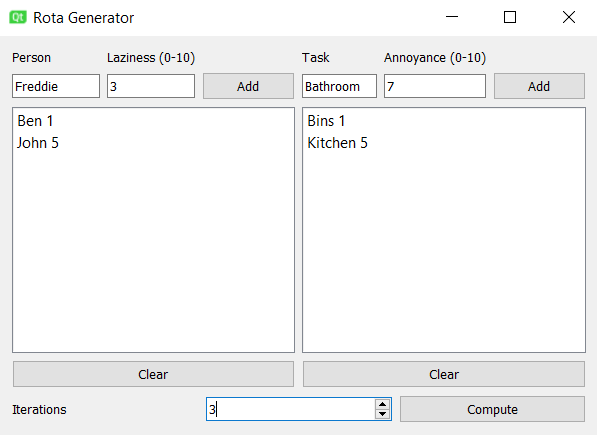 Qt Rota Generator
Person Laziness (0-10) Task Annoyance (0-10)
Freddie 3 Add Bathroom 7 Add
Ben 1
John 5
Bins 1
Kitchen 5
Clear Clear
Iterations 3 Compute